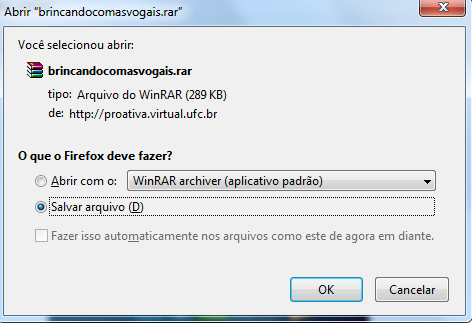 Abrir "brincandocomasvogais.rar"
Você selecionou abrir:
brincandocomasvogais.rar
tipo: Arquivo do WinRAR (289 KB)
de: http://proativa.virtual.ufc.br
O que o Firefox deve fazer?
Abrir com o: WinRAR archiver (aplicativo padrão)
Salvar arquivo (D)
Fazer isso automaticamente nos arquivos como este de agora em diante.
OK Cancelar